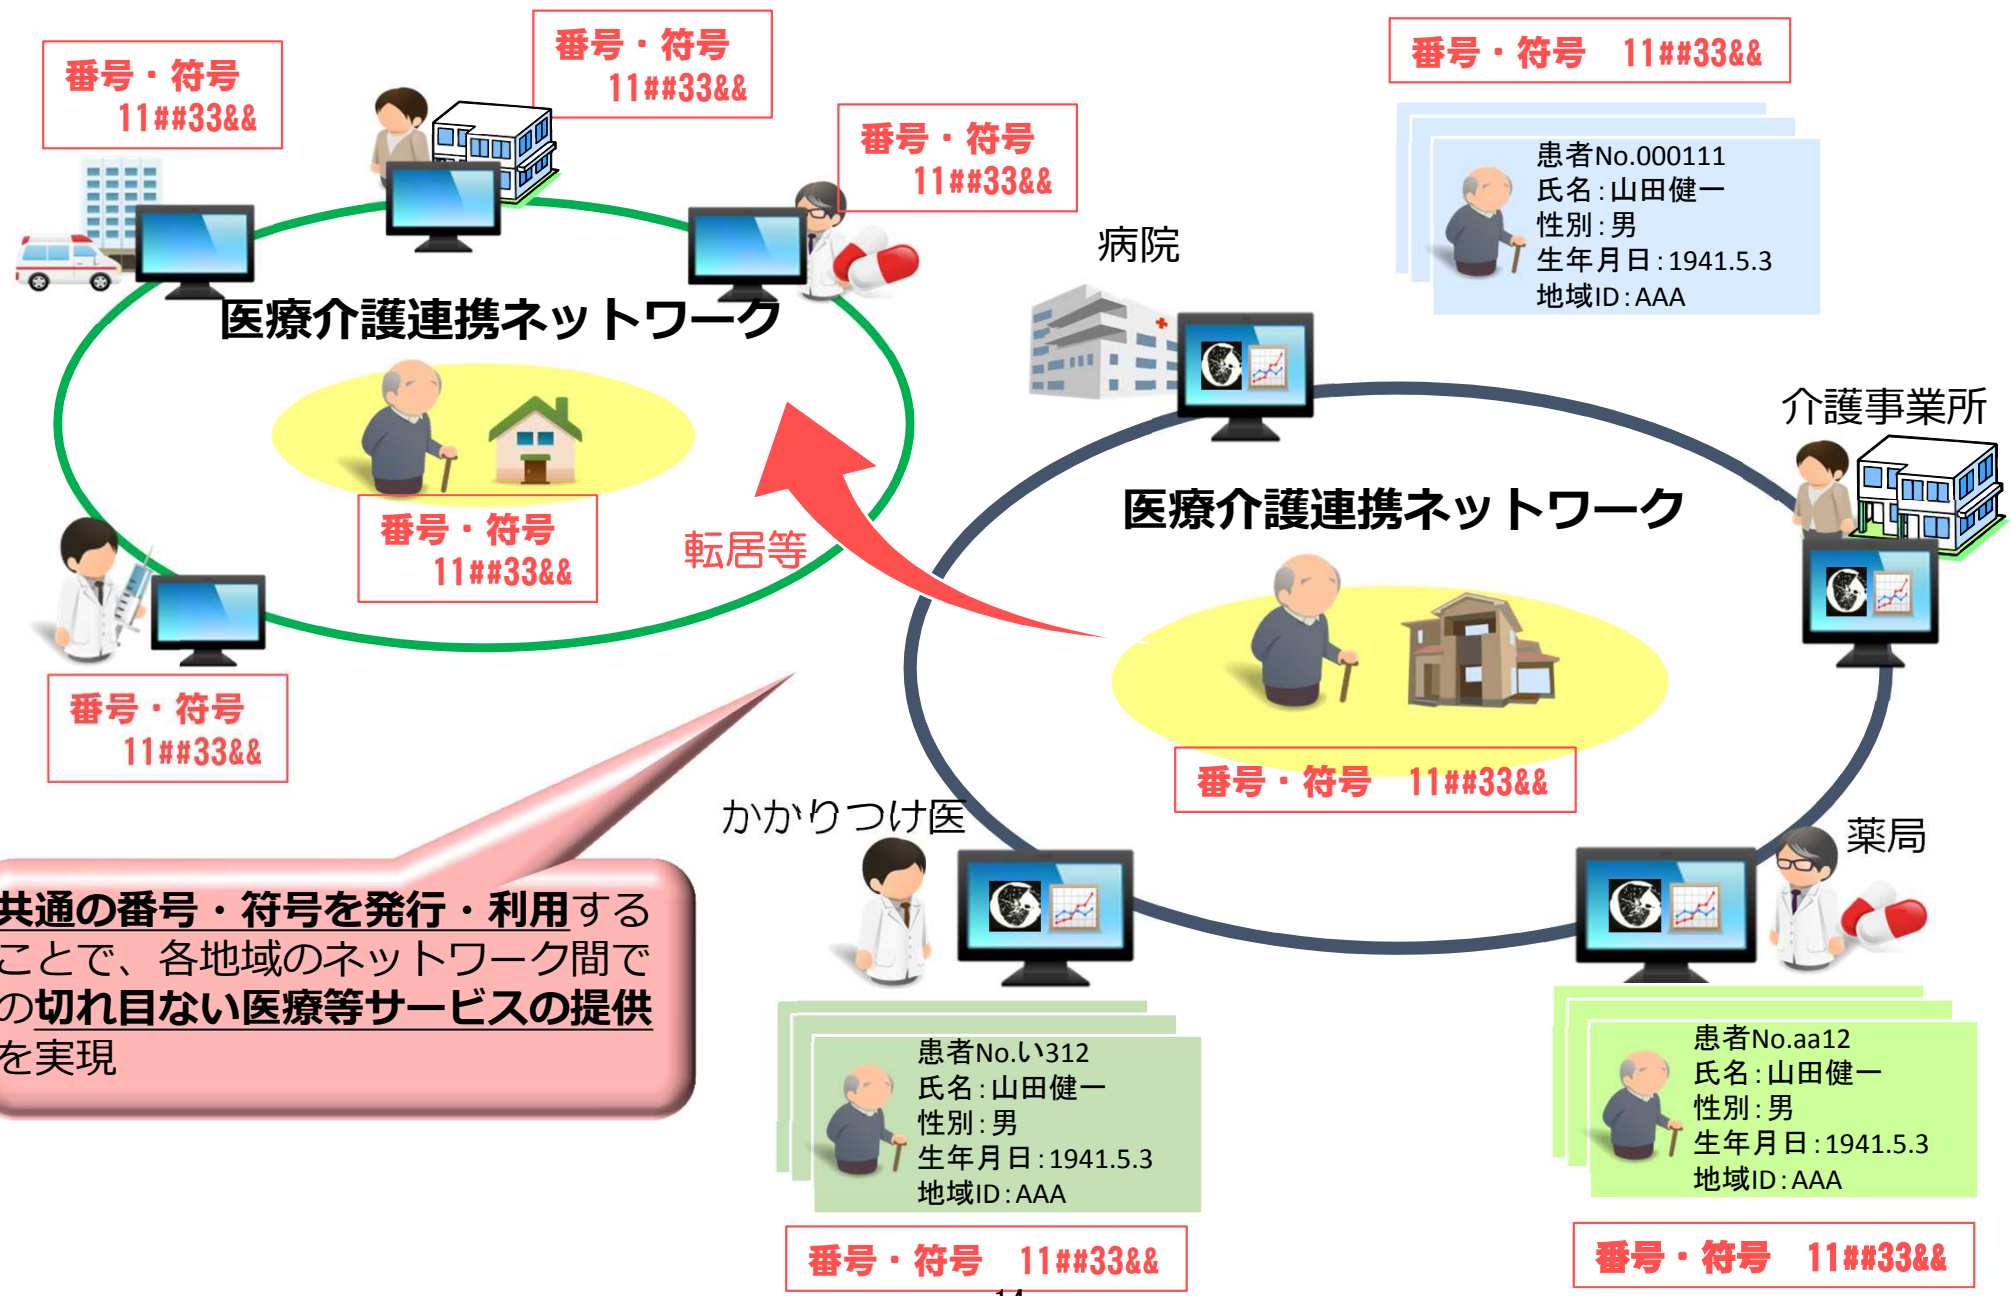 番号・符号
11##33&&
番号・符号
11##33&&
番号・符号
11##33&&
医療介護連携ネットワーク
番号・符号
11##33&&
転居等
番号・符号
11##33&&
番号・符号 11##33&&
患者No.000111
氏名:山田健一
性別:男
生年月日:1941.5.3
地域ID:AAA
病院
介護事業所
医療介護連携ネットワーク
番号・符号 11##33&&
かかりつけ医
薬局
共通の番号・符号を発行・利用する
ことで、各地域のネットワーク間で
の切れ目ない医療等サービスの提供
を実現
患者No.い312
氏名:山田健一
性別:男
生年月日:1941.5.3
地域ID:AAA
番号・符号 11##33&&
患者No.aa12
氏名:山田健一
性別:男
生年月日:1941.5.3
地域ID:AAA
番号・符号 11##33&&